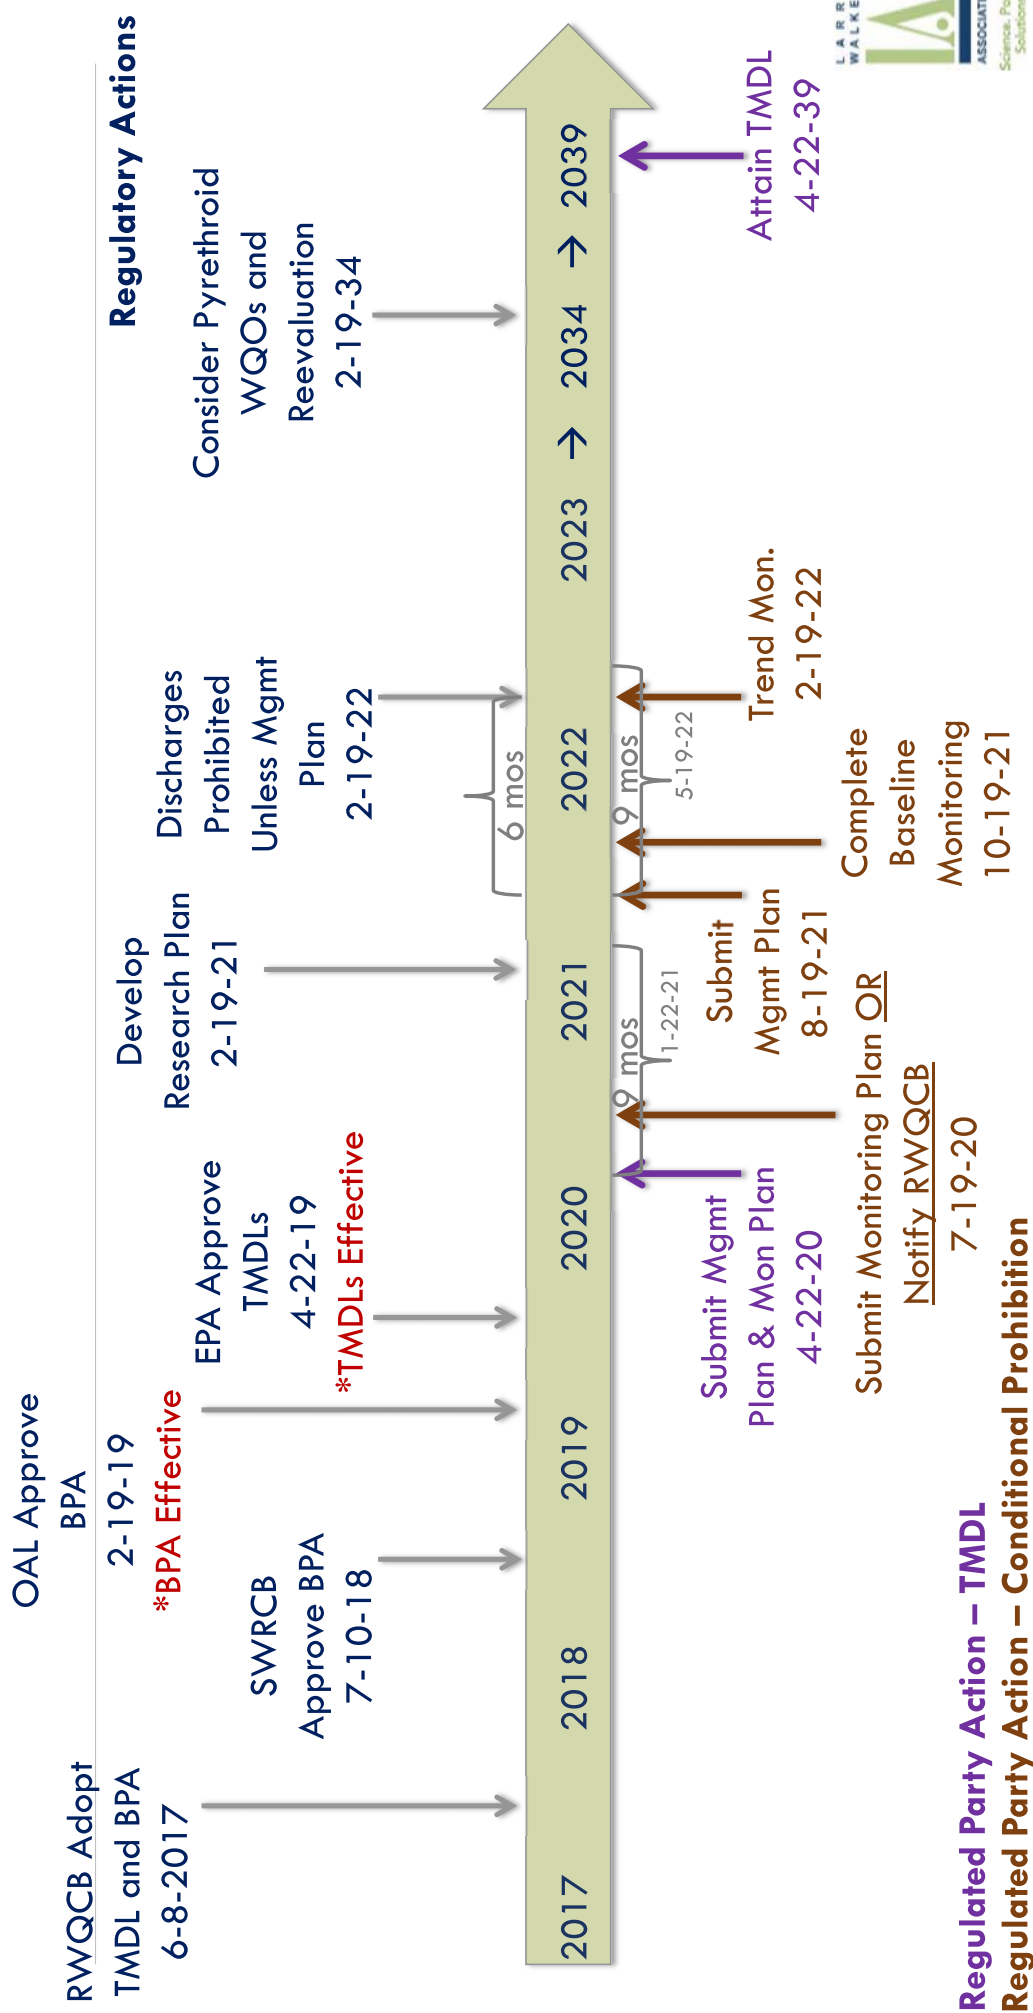 Regulatory Actions
RWQCB Adopt
TMDL and BPA
6-8-2017
SWRCB
Approve BPA
7-10-18
OAL Approve
BPA
2-19-19
*BPA Effective
EPA Approve
TMDLs
4-22-19
*TMDLs Effective
Develop
Research Plan
2-19-21
Discharges
Prohibited
Unless Mgmt
Plan
2-19-22
Consider Pyrethroid
WQOs and
Reevaluation
2-19-34
6 mos
2017 2018 2019 2020 2021 2022 2023 → 2034 → 2039
9 mos
1-22-21
9 mos
5-19-22
Submit Mgmt
Plan & Mon Plan
4-22-20
Submit Monitoring Plan OR
Notify RWQCB
7-19-20
Submit
Mgmt Plan
8-19-21
Complete
Baseline
Monitoring
10-19-21
Trend Mon.
2-19-22
Attain TMDL
4-22-39
Regulated Party Action – TMDL
Regulated Party Action – Conditional Prohibition
LARR
WALKE
ASSOCIATI
Science. Po
Solutions